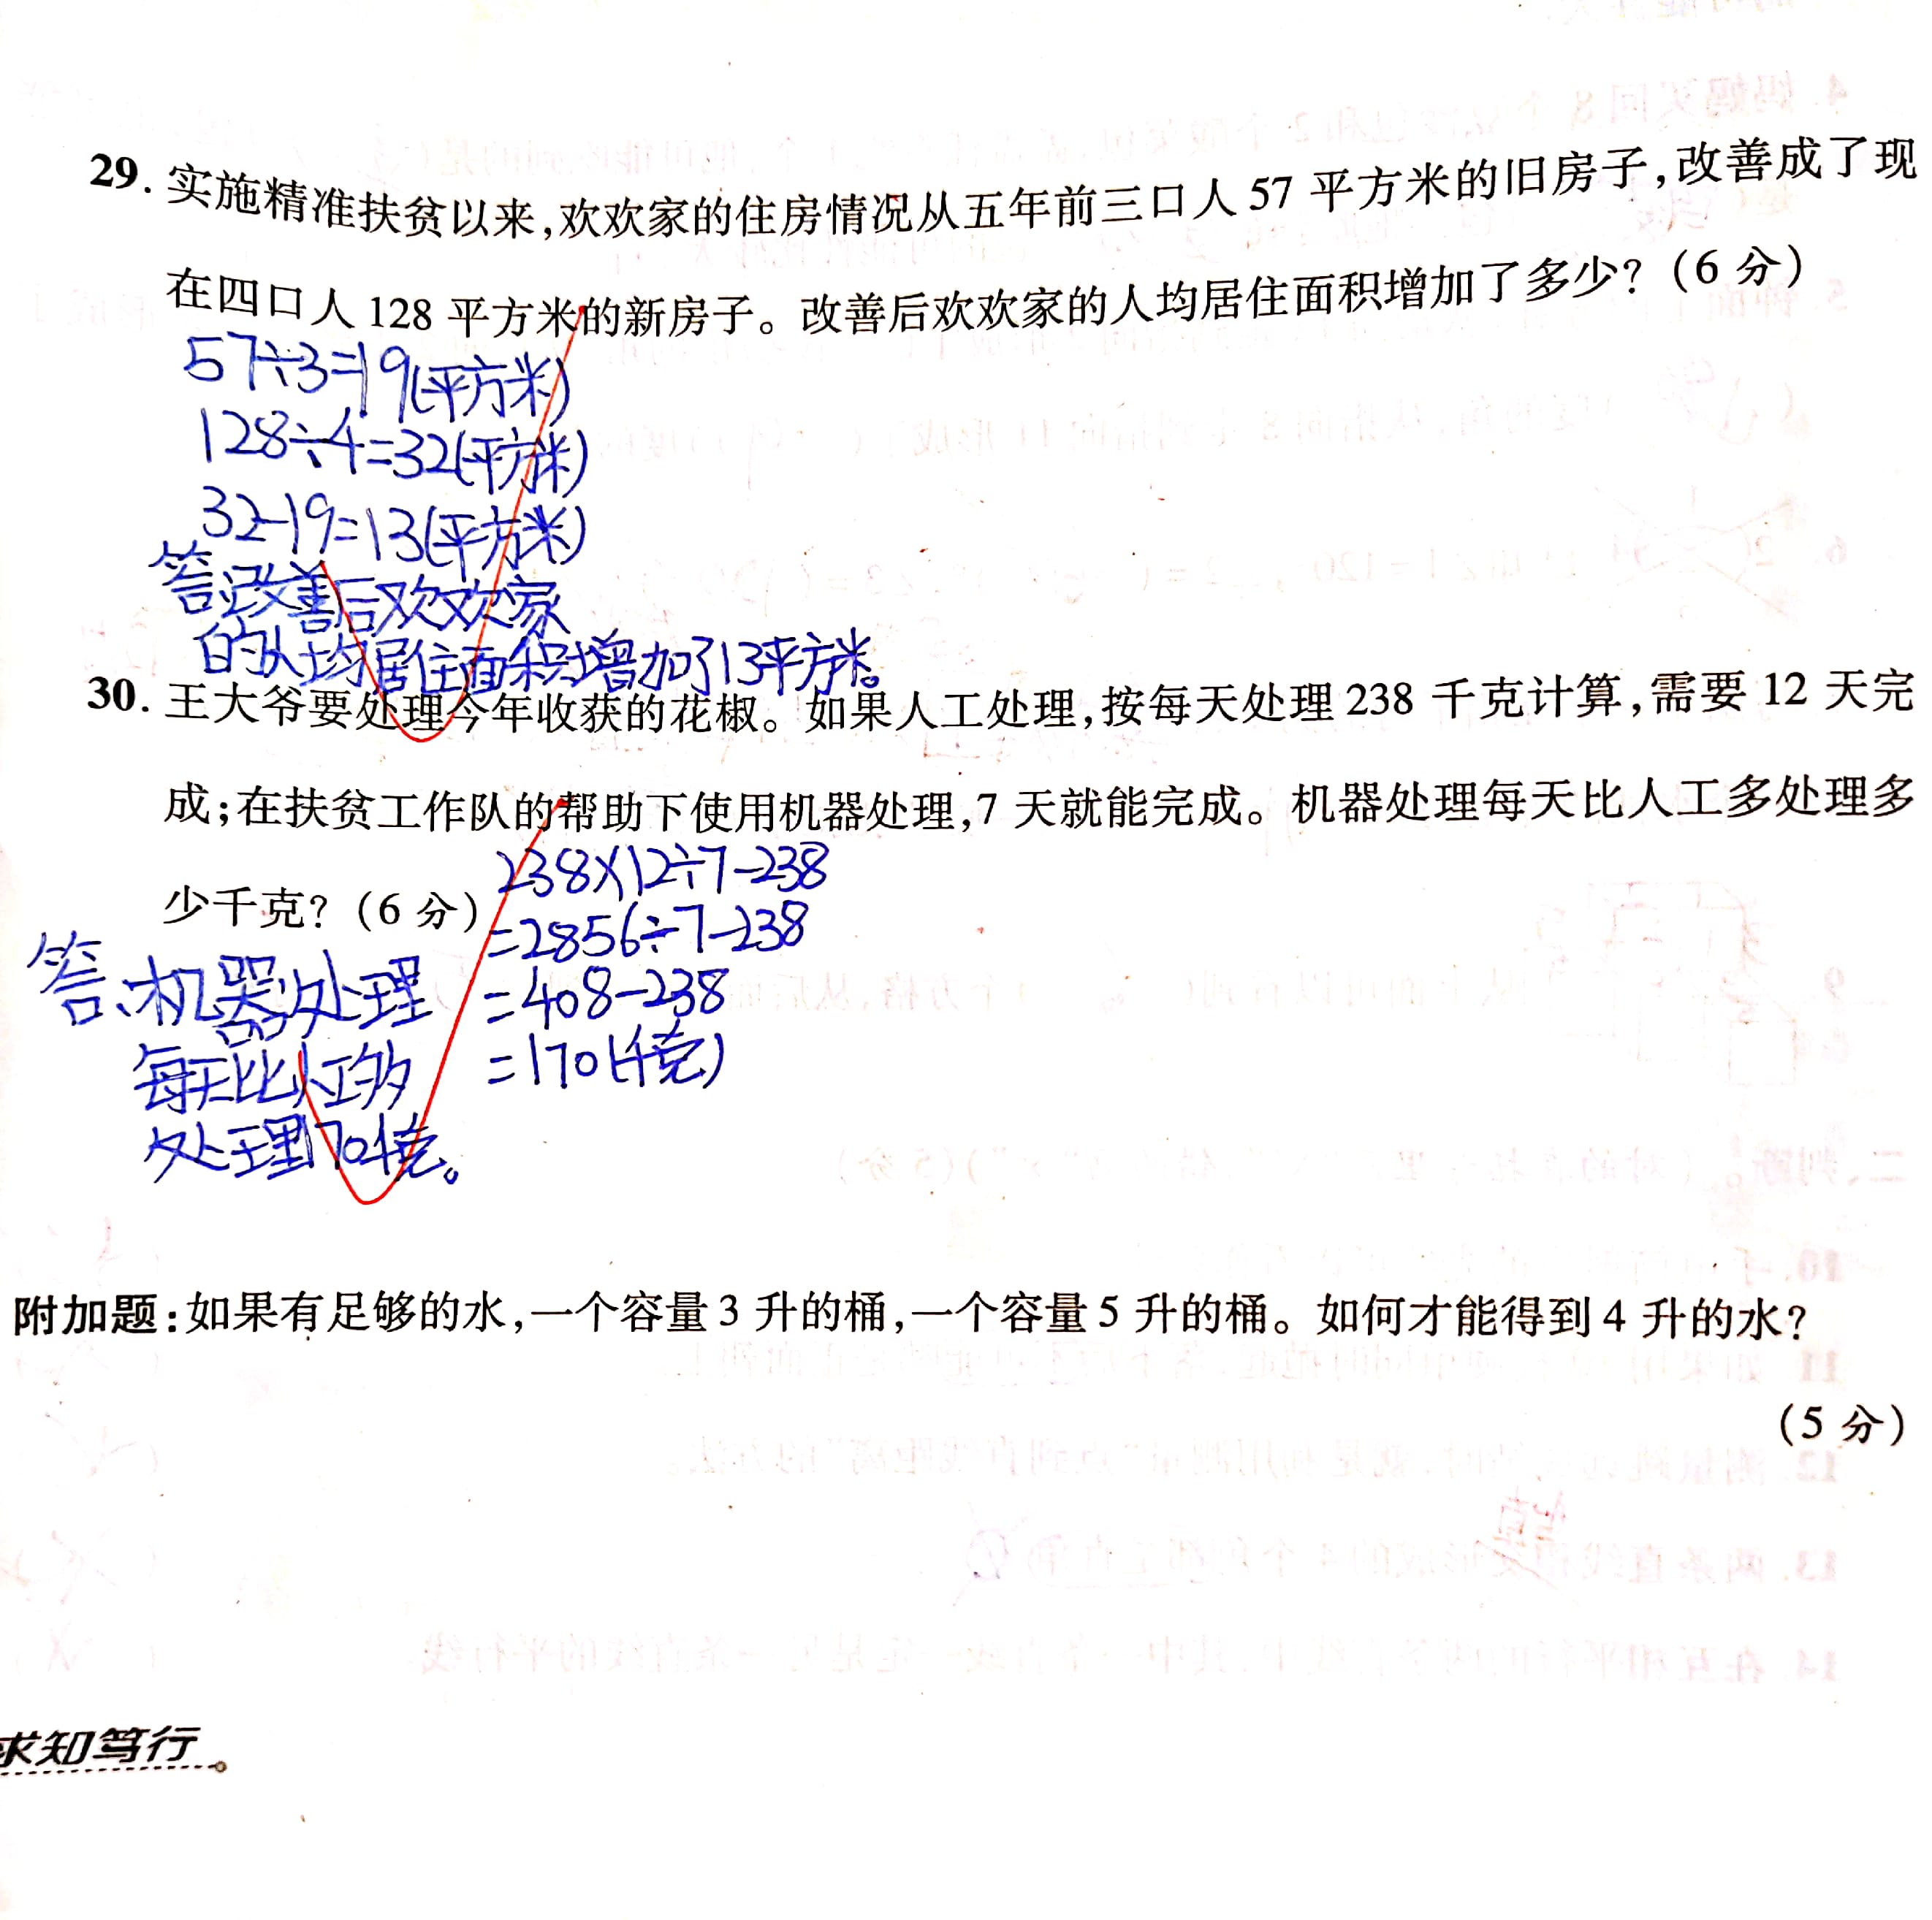 29. 实施精准扶贫以来,欢欢家的住房情况从五年前三口人 57 平方米的旧房子,改善成了现
在四口人 128 平方米的新房子。改善后欢欢家的人均居住面积增加了多少?(6 分)
57÷3=19(平方米)
128÷4=32(平方米)
32-19=13(平方米)
答:改善后欢欢家
的人均居住面积增加了13平方米。
30. 王大爷要处理今年收获的花椒。如果人工处理,按每天处理 238 千克计算,需要 12 天完
成;在扶贫工作队的帮助下使用机器处理,7 天就能完成。机器处理每天比人工多处理多
少千克?(6 分)
238×12÷7-238
=2856÷7-238
=408-238
=170(千克)
答:机器处理
每天比人工多
处理170千克。
附加题:如果有足够的水,一个容量 3 升的桶,一个容量 5 升的桶。如何才能得到 4 升的水?
(5 分)
求知笃行